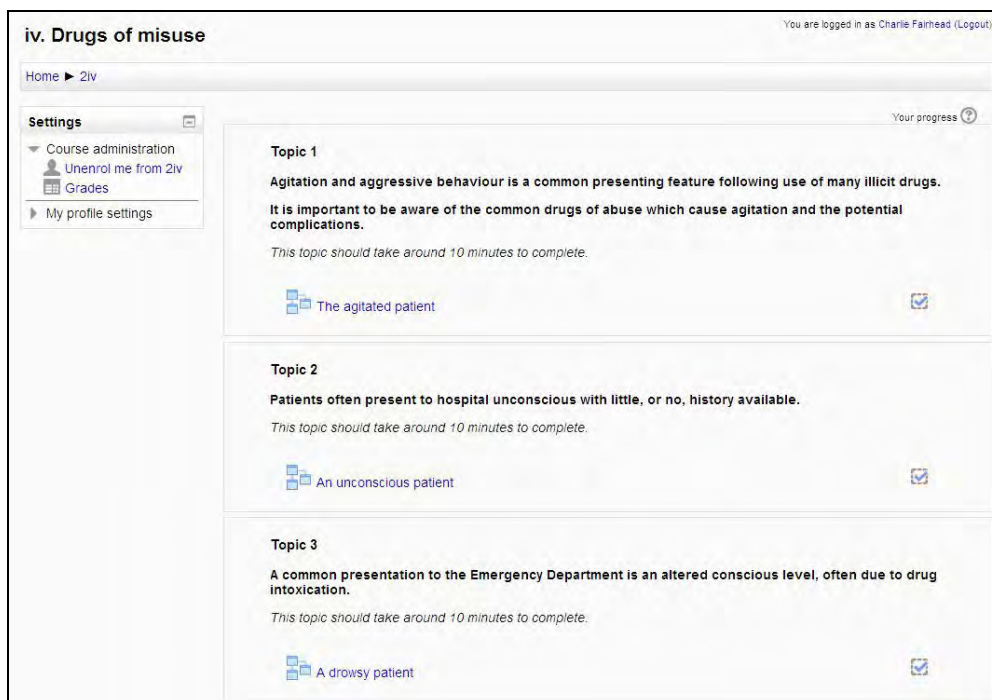 iv. Drugs of misuse
You are logged in as Charlie Fairhead (Logout)
Home ► 2iv
Settings
Course administration
Unenrol me from 2iv
Grades
My profile settings
Your progress
Topic 1
Agitation and aggressive behaviour is a common presenting feature following use of many illicit drugs.
It is important to be aware of the common drugs of abuse which cause agitation and the potential
complications.
This topic should take around 10 minutes to complete.
The agitated patient
Topic 2
Patients often present to hospital unconscious with little, or no, history available.
This topic should take around 10 minutes to complete.
An unconscious patient
Topic 3
A common presentation to the Emergency Department is an altered conscious level, often due to drug
intoxication.
This topic should take around 10 minutes to complete.
A drowsy patient